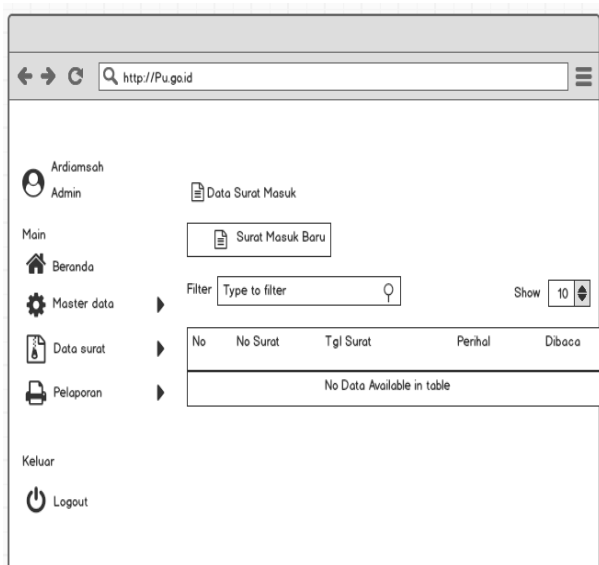 http://Pu.go.id
Ardiamsah
Admin
Data Surat Masuk
Main
Surat Masuk Baru
Beranda
Filter Type to filter Show 10
Master data
No No Surat Tgl Surat Perihal Dibaca
Data surat
No Data Available in table
Pelaporan
Keluar
Logout